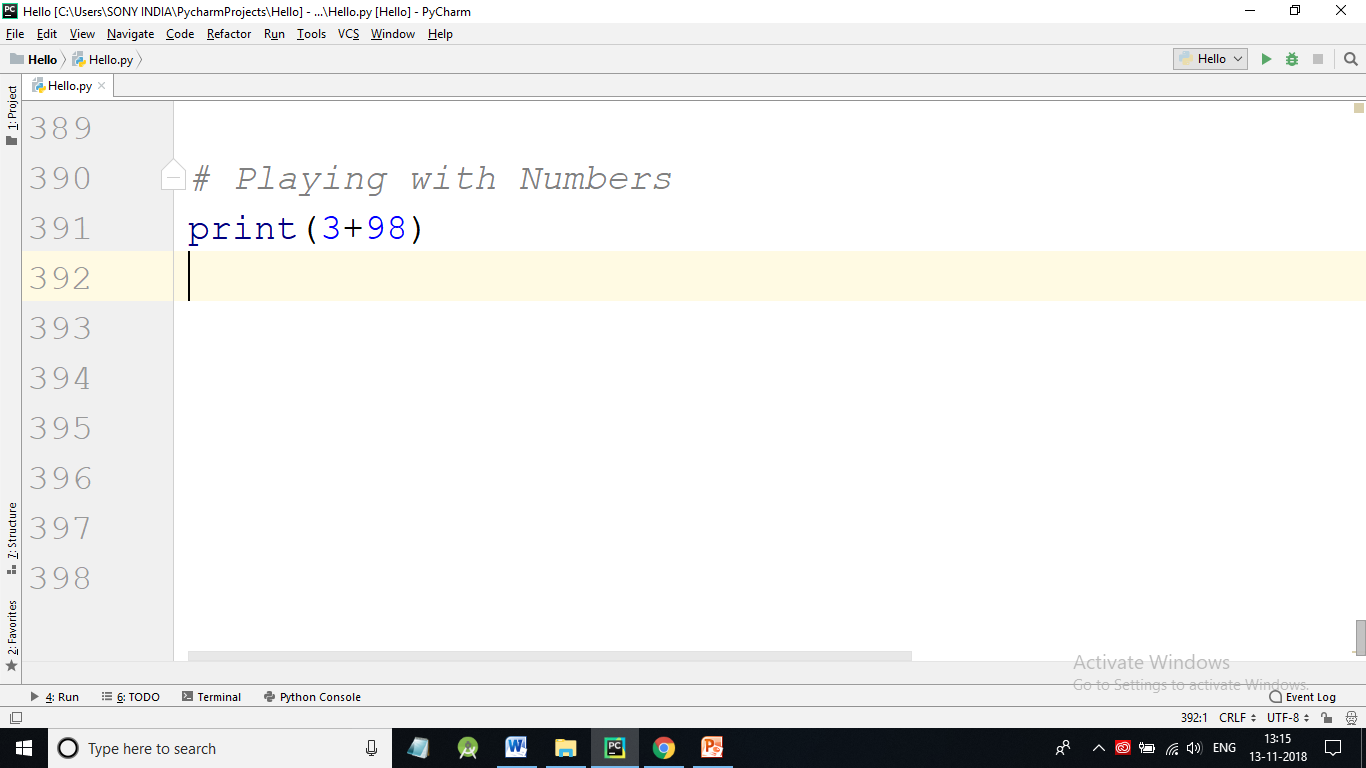 PC Hello [C:\Users\SONY INDIA\PycharmProjects\Hello] - ...\Hello.py [Hello] - PyCharm
File Edit View Navigate Code Refactor Run Tools VCS Window Help
Hello Hello.py Hello
Hello.py
1: Project
389
390 # Playing with Numbers
391 print(3+98)
392
393
394
395
396
397
398
7: Structure
2: Favorites
Activate Windows
Go to Settings to activate Windows.
4: Run 6: TODO Terminal Python Console Event Log
392:1 CRLF UTF-8
Type here to search
W PC P ENG
13:15
13-11-2018